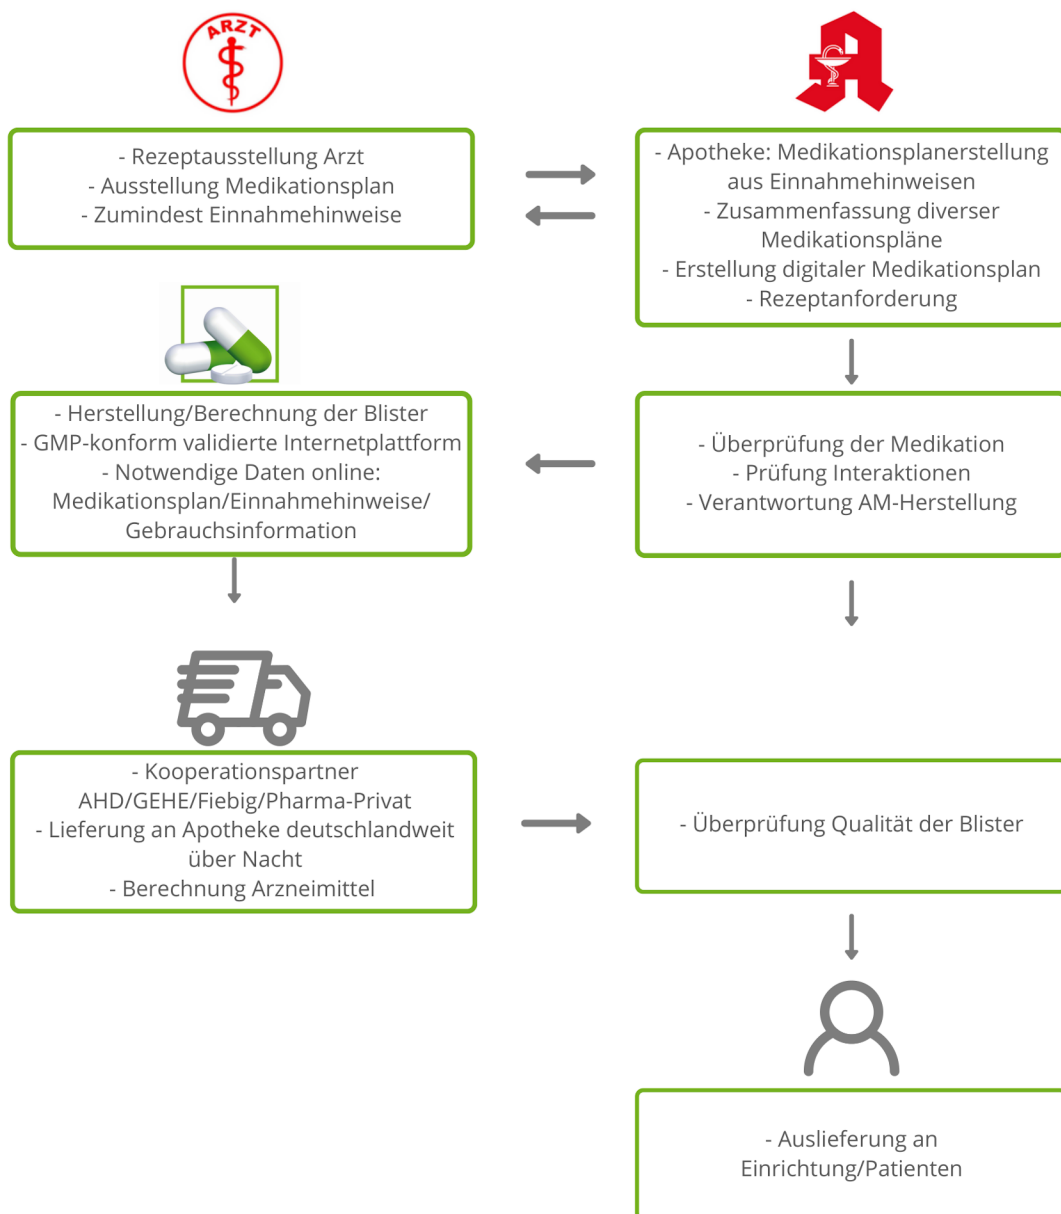 ARZT
- Rezeptausstellung Arzt
- Ausstellung Medikationsplan
- Zumindest Einnahmehinweise
- Apotheke: Medikationsplanerstellung
aus Einnahmehinweisen
- Zusammenfassung diverser
Medikationspläne
- Erstellung digitaler Medikationsplan
- Rezeptanforderung
- Herstellung/Berechnung der Blister
- GMP-konform validierte Internetplattform
- Notwendige Daten online:
Medikationsplan/Einnahmehinweise/
Gebrauchsinformation
- Überprüfung der Medikation
- Prüfung Interaktionen
- Verantwortung AM-Herstellung
- Kooperationspartner
AHD/GEHE/Fiebig/Pharma-Privat
- Lieferung an Apotheke deutschlandweit
über Nacht
- Berechnung Arzneimittel
- Überprüfung Qualität der Blister
- Auslieferung an
Einrichtung/Patienten